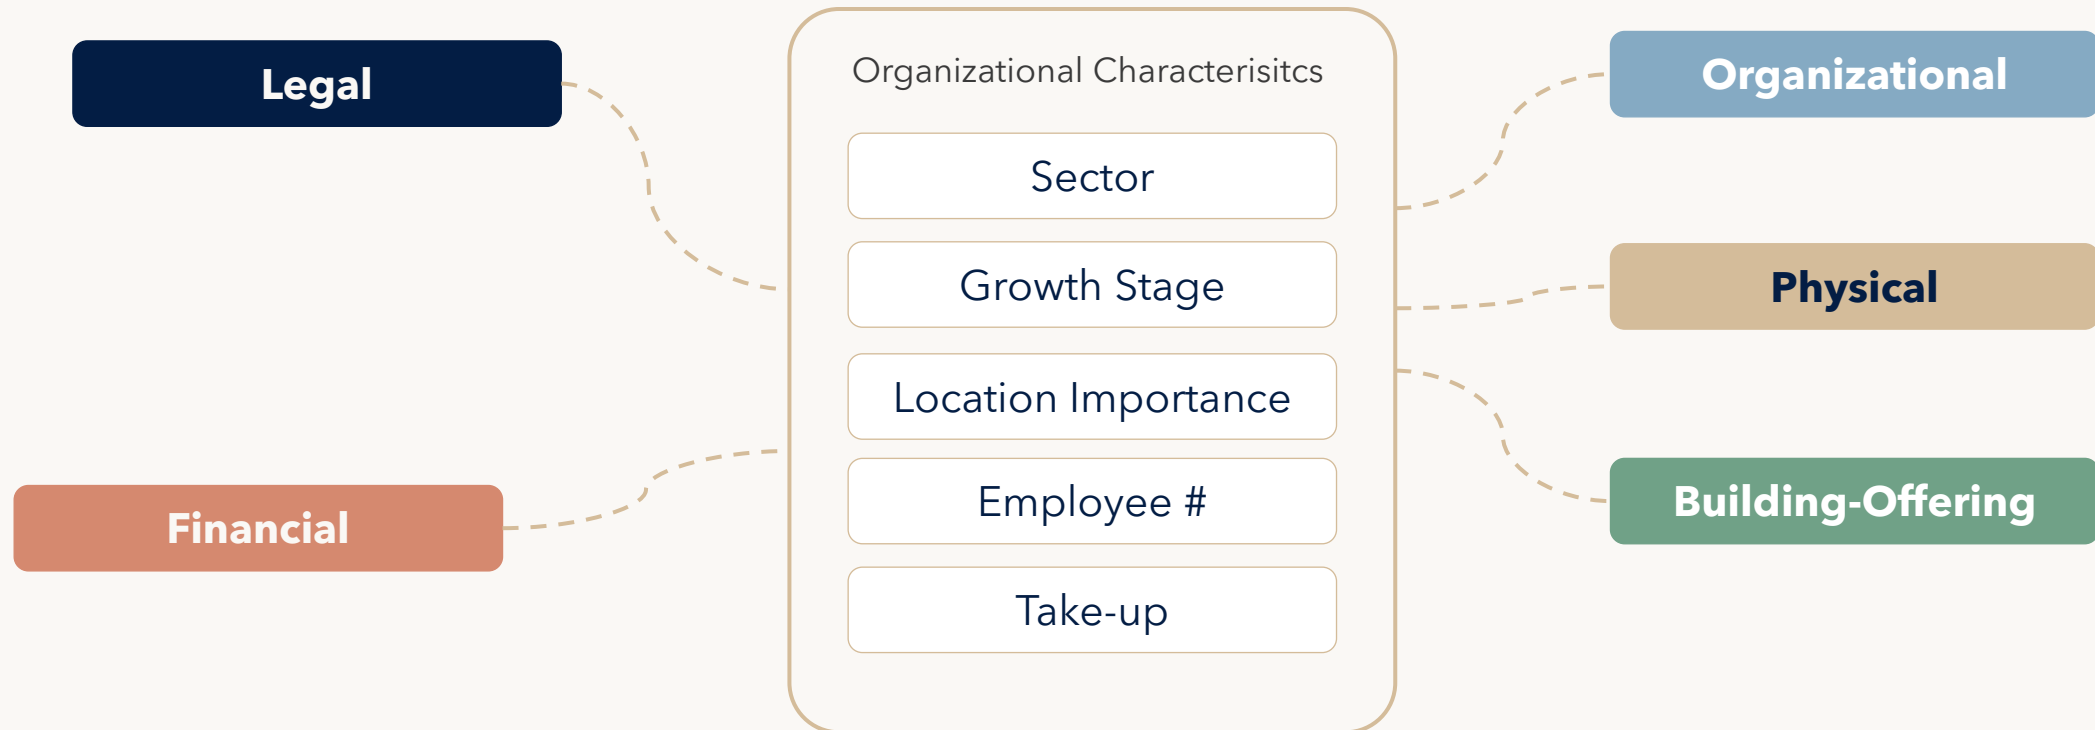 Legal
Financial
Organizational Characterisitcs
Sector
Growth Stage
Location Importance
Employee #
Take-up
Organizational
Physical
Building-Offering